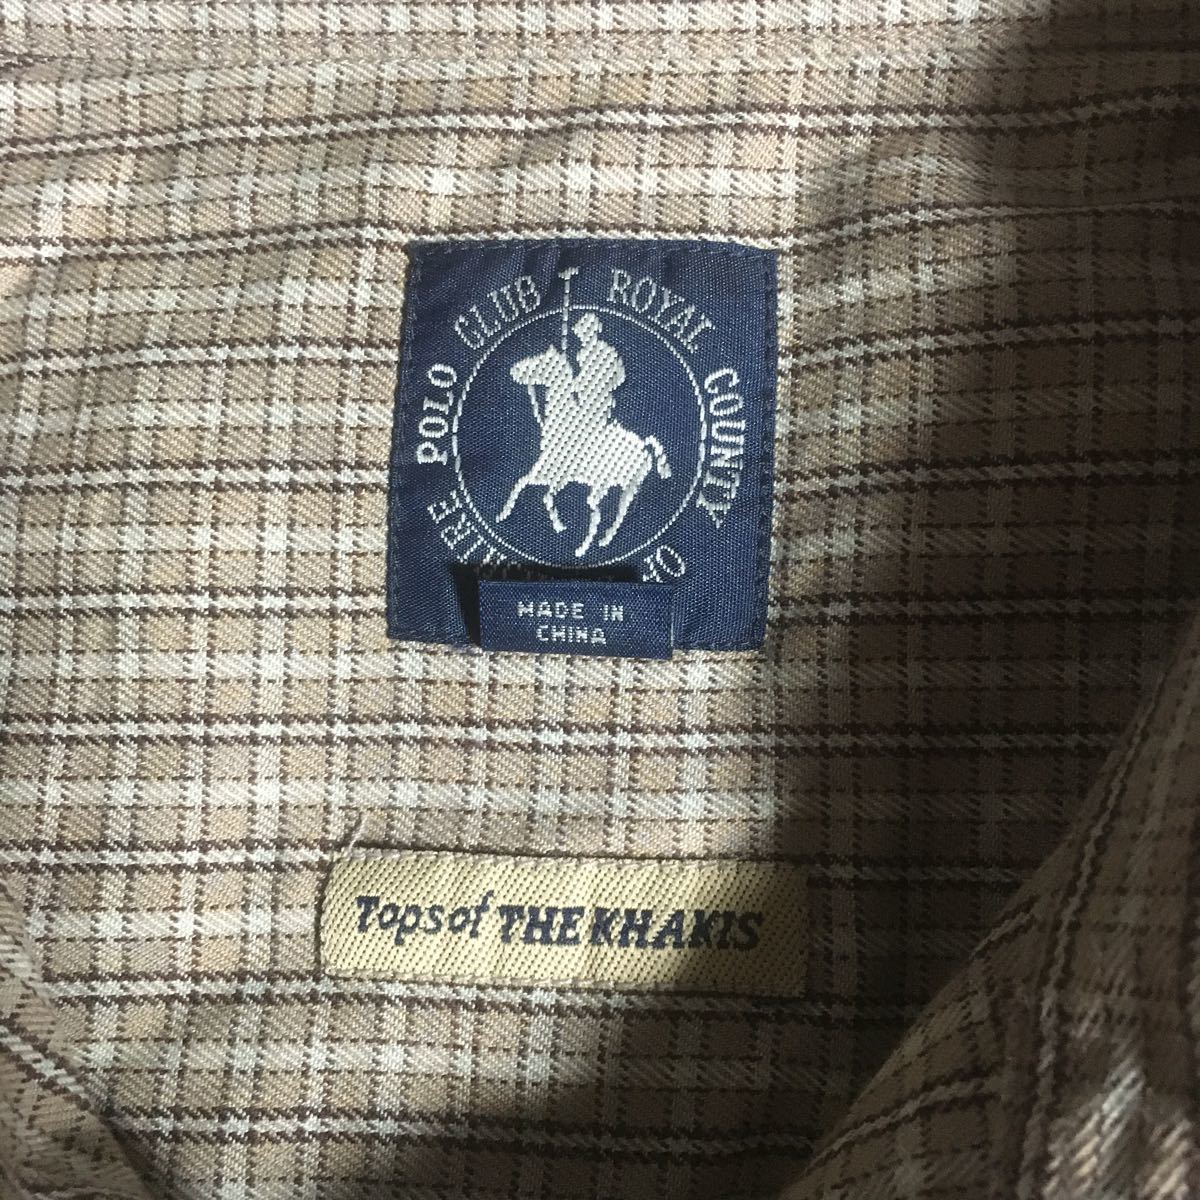 POLO CLUB ROYAL COUNTY OF
MADE IN
CHINA
Tops of THE KHAKIS